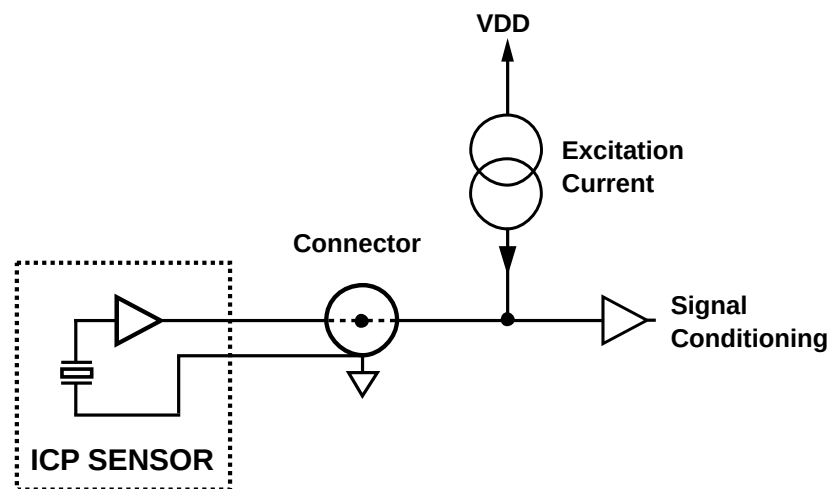 VDD
Excitation
Current
Connector
Signal
Conditioning
ICP SENSOR